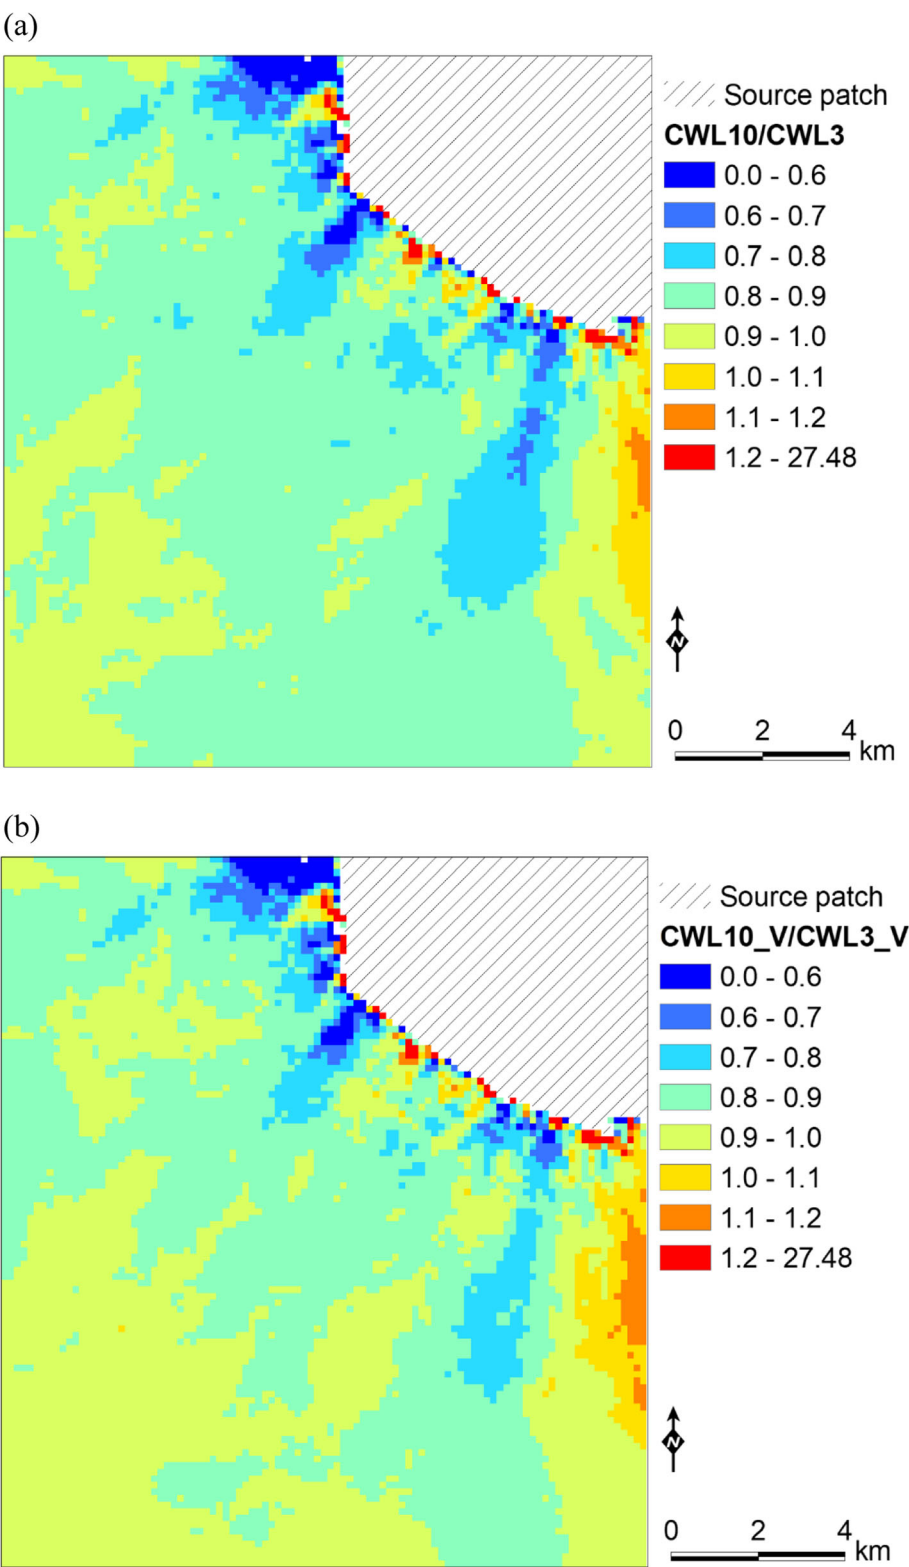 (a)
Source patch
CWL10/CWL3
0.0 - 0.6
0.6 - 0.7
0.7 - 0.8
0.8 - 0.9
0.9 - 1.0
1.0 - 1.1
1.1 - 1.2
1.2 - 27.48
N
0 2 4 km
(b)
Source patch
CWL10_V/CWL3_V
0.0 - 0.6
0.6 - 0.7
0.7 - 0.8
0.8 - 0.9
0.9 - 1.0
1.0 - 1.1
1.1 - 1.2
1.2 - 27.48
N
0 2 4 km